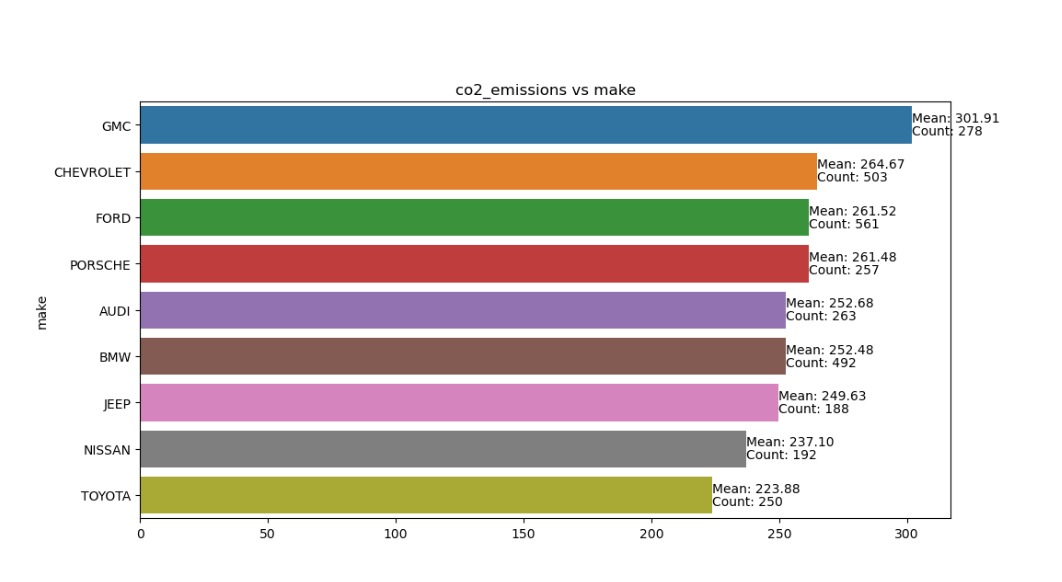 co2_emissions vs make
GMC
Mean: 301.91
Count: 278
CHEVROLET
Mean: 264.67
Count: 503
FORD
Mean: 261.52
Count: 561
PORSCHE
Mean: 261.48
Count: 257
AUDI
Mean: 252.68
Count: 263
make
BMW
Mean: 252.48
Count: 492
JEEP
Mean: 249.63
Count: 188
NISSAN
Mean: 237.10
Count: 192
TOYOTA
Mean: 223.88
Count: 250
0 50 100 150 200 250 300